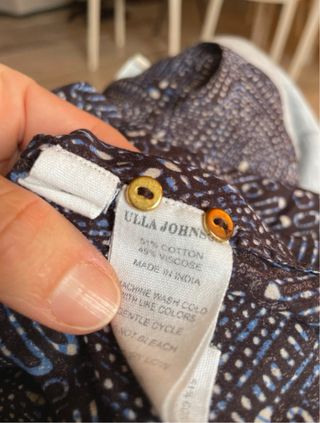 ULLA JOHNS
51% COTTON
49% VISCOSE
MADE IN INDIA
MACHINE WASH COLD
WITH LIKE COLORS
GENTLE CYCLE
NOT BLEACH
LOW